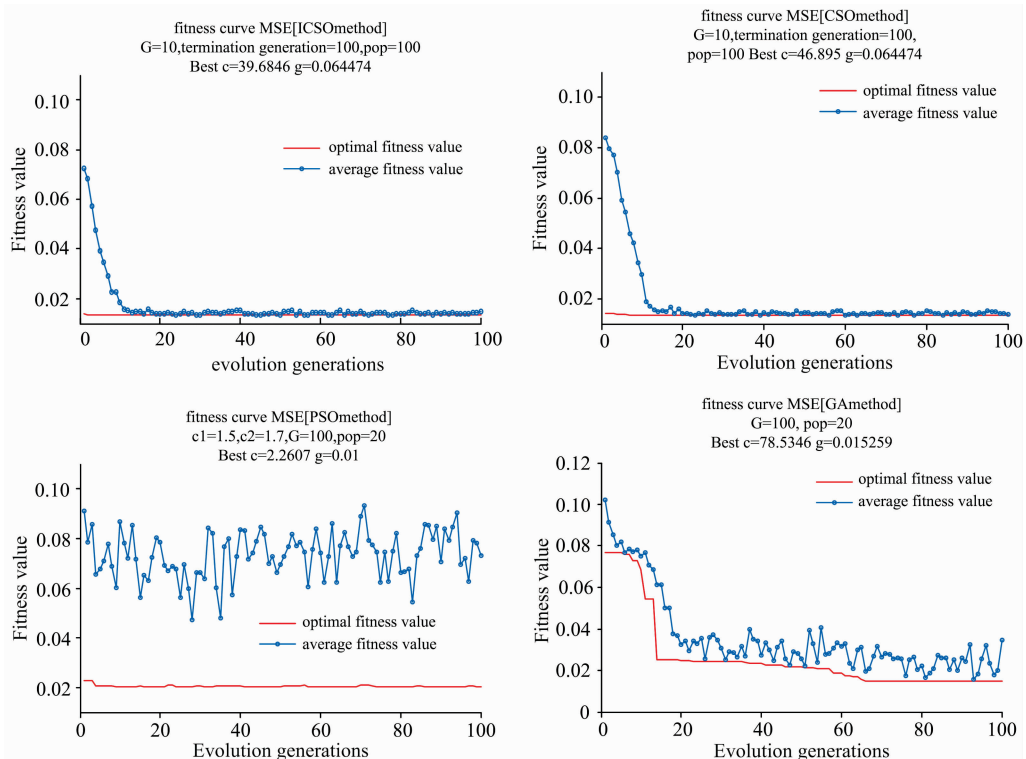 fitness curve MSE[ICSOmethod]
G=10,termination generation=100,pop=100
Best c=39.6846 g=0.064474
0.10
0.08
0.06
0.04
0.02
Fitness value
optimal fitness value
average fitness value
0
20
40
60
80
100
evolution generations
fitness curve MSE[CSOmethod]
G=10,termination generation=100,
pop=100 Best c=46.895 g=0.064474
0.10
0.08
0.06
0.04
0.02
Fitness value
optimal fitness value
average fitness value
0
20
40
60
80
100
Evolution generations
fitness curve MSE[PSOmethod]
c1=1.5,c2=1.7,G=100,pop=20
Best c=2.2607 g=0.01
0.10
0.08
0.06
0.04
0.02
Fitness value
optimal fitness value
average fitness value
0
20
40
60
80
100
Evolution generations
fitness curve MSE[GAmethod]
G=100, pop=20
Best c=78.5346 g=0.015259
0.12
0.10
0.08
0.06
0.04
0.02
0
Fitness value
optimal fitness value
average fitness value
0
20
40
60
80
100
Evolution generations